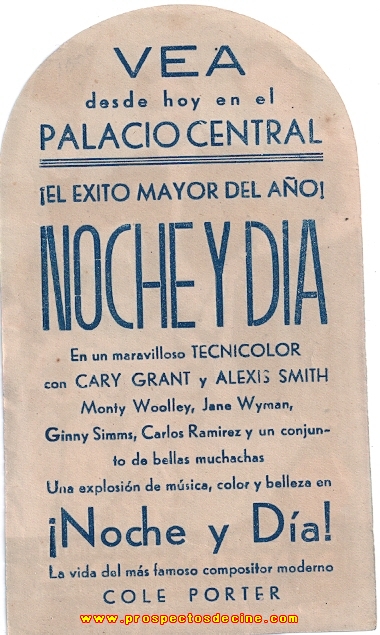 VEA
desde hoy en el
PALACIO CENTRAL
¡EL EXITO MAYOR DEL AÑO!
NOCHE Y DIA
En un maravilloso TECNICOLOR
con CARY GRANT y ALEXIS SMITH
Monty Woolley, Jane Wyman,
Ginny Simms, Carlos Ramirez y un conjun-
to de bellas muchachas
Una explosión de música, color y belleza en
¡Noche y Día!
La vida del más famoso compositor moderno
COLE PORTER
www.prospectosdecine.com